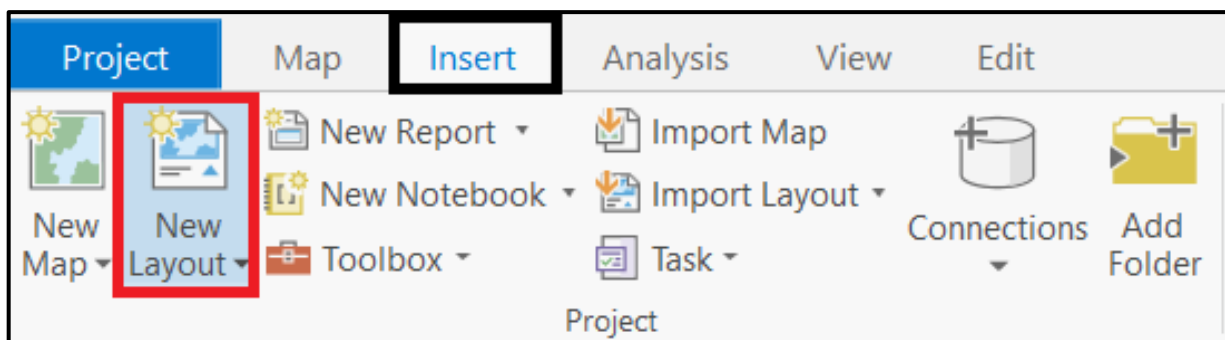 Project Map Insert Analysis View Edit
New Map
New Layout
New Report
New Notebook
Toolbox
Import Map
Import Layout
Task
Connections
Add Folder
Project